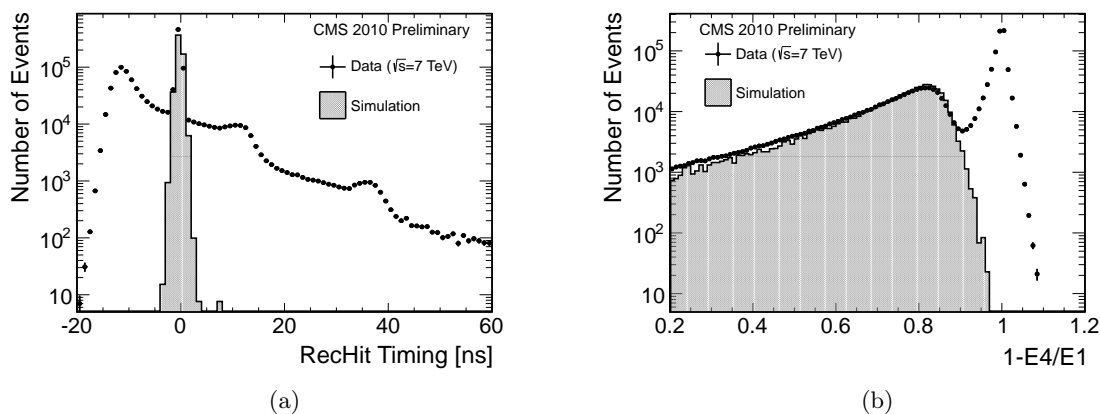 CMS 2010 Preliminary
Data (√s=7 TeV)
Simulation
Number of Events
10⁵
10⁴
10³
10²
10
-20 0 20 40 60
RecHit Timing [ns]
(a)
CMS 2010 Preliminary
Data (√s=7 TeV)
Simulation
Number of Events
10⁵
10⁴
10³
10²
10
0.2 0.4 0.6 0.8 1 1.2
1-E4/E1
(b)